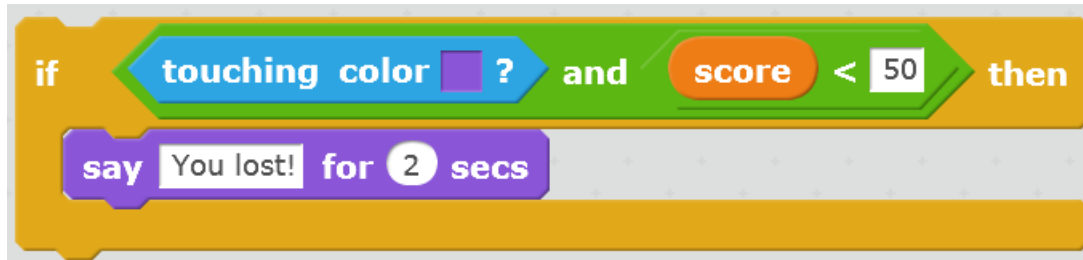 if touching color ? and score < 50 then
say You lost! for 2 secs